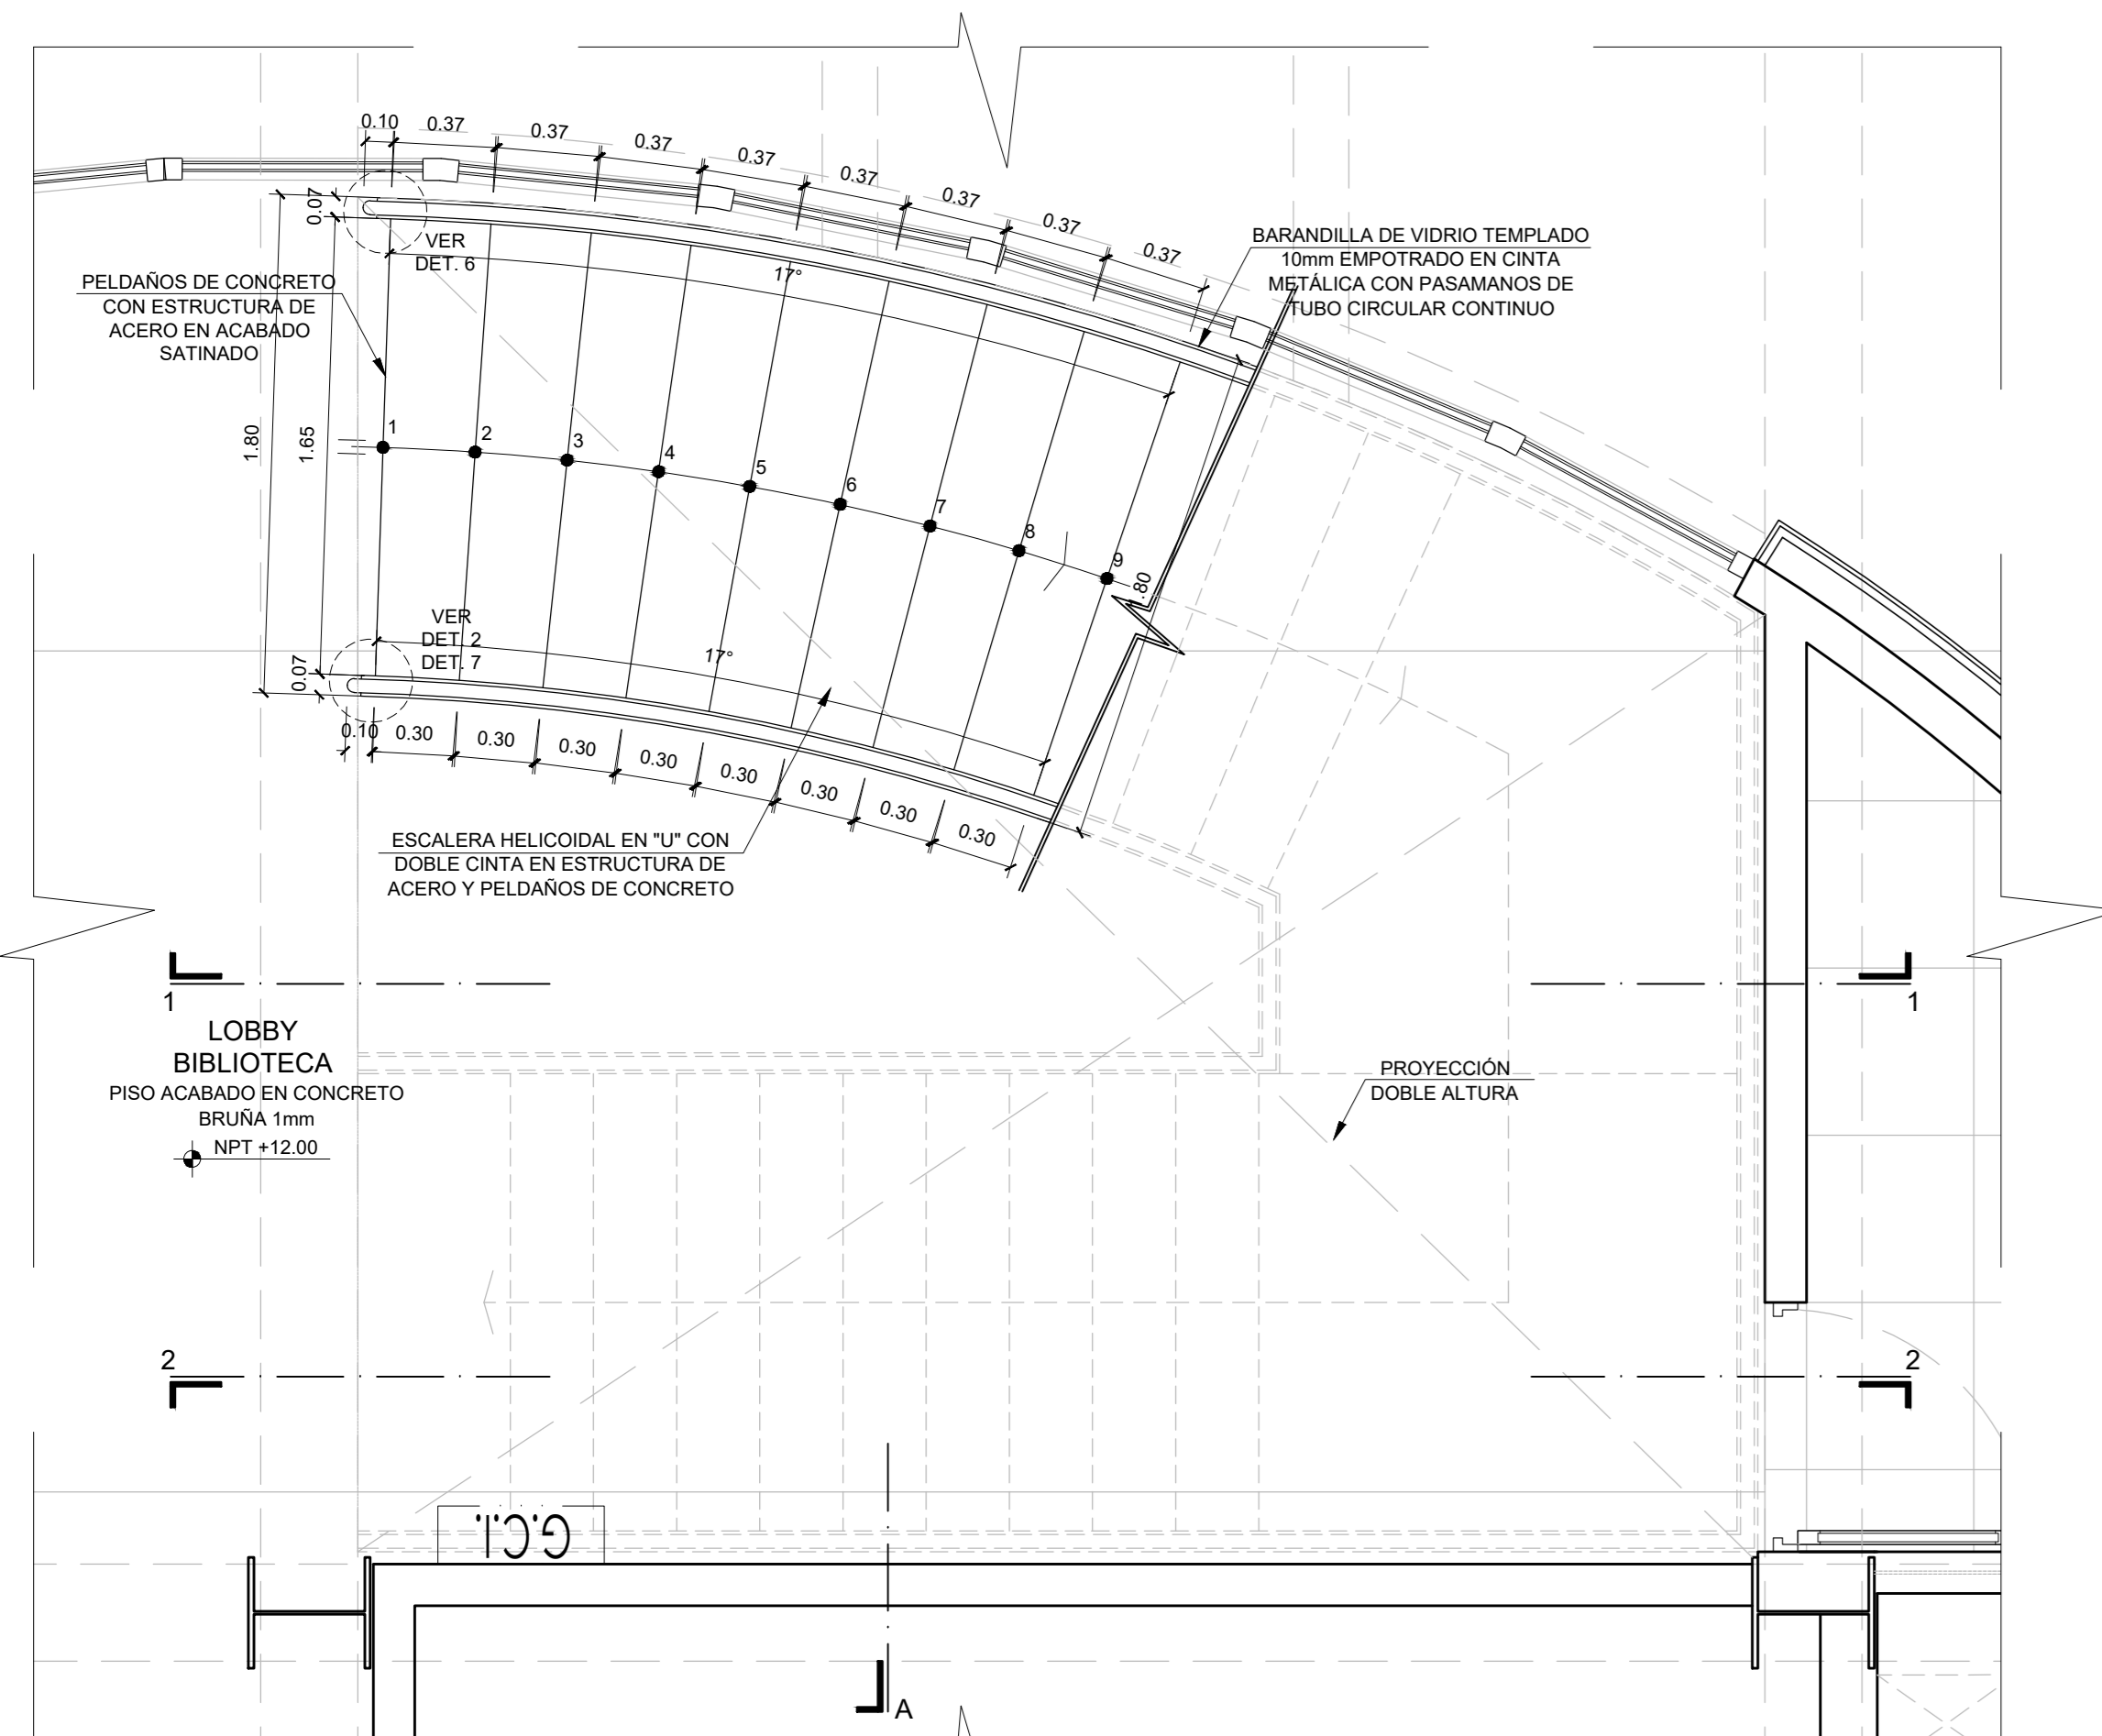 0.10
0.37
0.37
0.37
0.37
0.37
0.37
0.37
0.37
0.07
VER
DET. 6
17°
BARANDILLA DE VIDRIO TEMPLADO
10mm EMPOTRADO EN CINTA
METÁLICA CON PASAMANOS DE
TUBO CIRCULAR CONTINUO
PELDAÑOS DE CONCRETO
CON ESTRUCTURA DE
ACERO EN ACABADO
SATINADO
1.80
1.65
1
2
3
4
5
6
7
8
9
.80
VER
DET. 2
DET. 7
17°
0.07
0.10
0.30
0.30
0.30
0.30
0.30
0.30
0.30
0.30
ESCALERA HELICOIDAL EN "U" CON
DOBLE CINTA EN ESTRUCTURA DE
ACERO Y PELDAÑOS DE CONCRETO
1
1
LOBBY
BIBLIOTECA
PISO ACABADO EN CONCRETO
BRUÑA 1mm
NPT +12.00
PROYECCIÓN
DOBLE ALTURA
2
2
G.C.I.
A